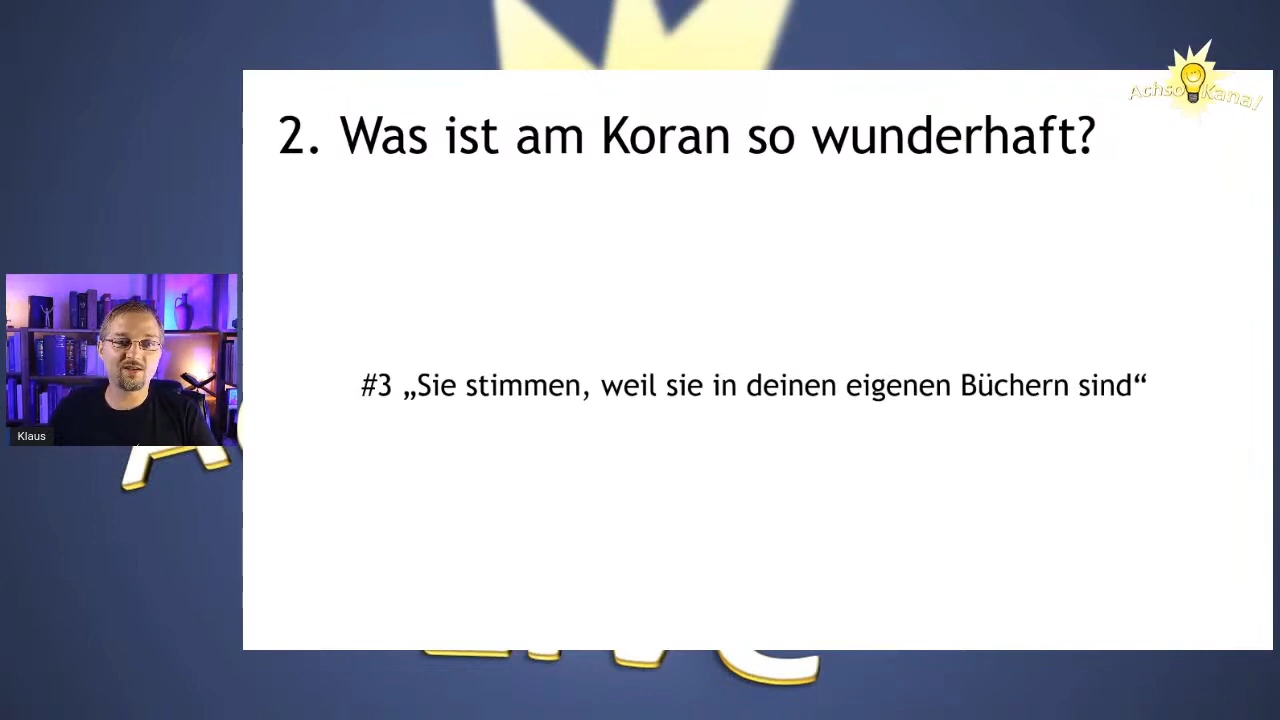 Achso Kanal
2. Was ist am Koran so wunderhaft?
#3 „Sie stimmen, weil sie in deinen eigenen Büchern sind“
Klaus